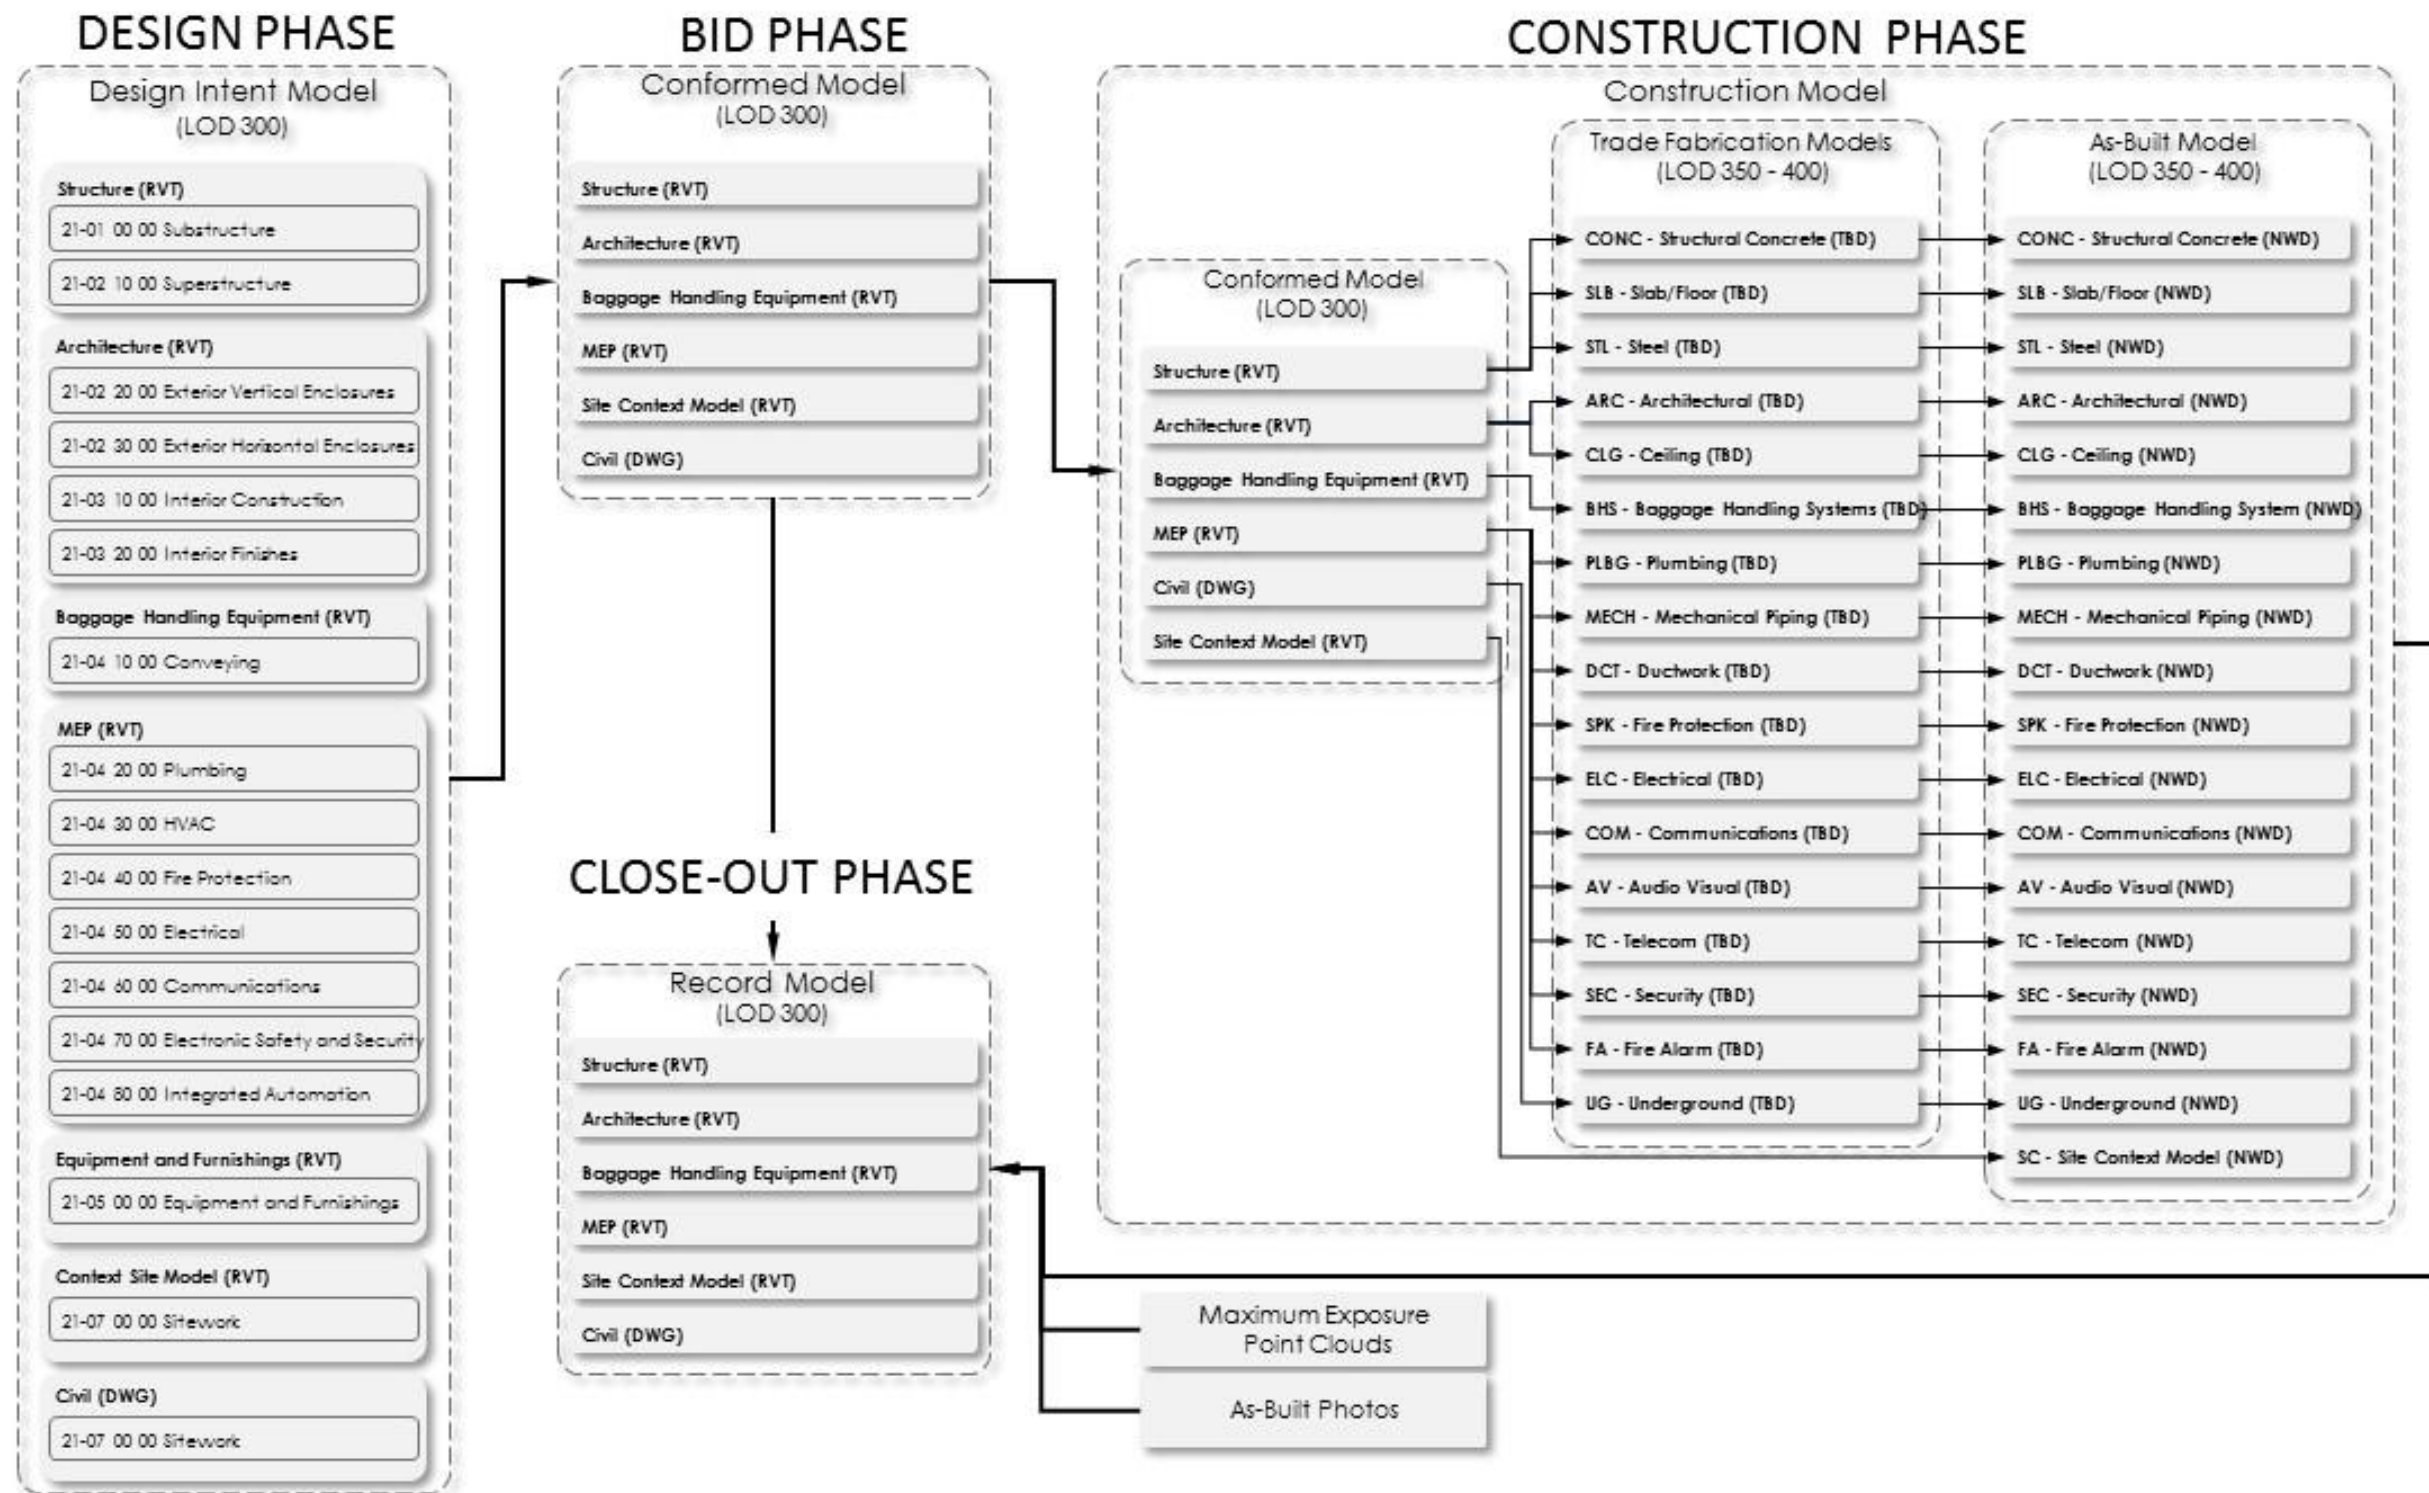 DESIGN PHASE
Design Intent Model
(LOD 300)
Structure (RVT)
21-01 00 00 Substructure
21-02 10 00 Superstructure
Architecture (RVT)
21-02 20 00 Exterior Vertical Enclosures
21-02 30 00 Exterior Horizontal Enclosures
21-03 10 00 Interior Construction
21-03 20 00 Interior Finishes
Baggage Handling Equipment (RVT)
21-04 10 00 Conveying
MEP (RVT)
21-04 20 00 Plumbing
21-04 30 00 HVAC
21-04 40 00 Fire Protection
21-04 50 00 Electrical
21-04 60 00 Communications
21-04 70 00 Electronic Safety and Security
21-04 80 00 Integrated Automation
Equipment and Furnishings (RVT)
21-05 00 00 Equipment and Furnishings
Context Site Model (RVT)
21-07 00 00 Sitework
Civil (DWG)
21-07 00 00 Sitework
BID PHASE
Conformed Model
(LOD 300)
Structure (RVT)
Architecture (RVT)
Baggage Handling Equipment (RVT)
MEP (RVT)
Site Context Model (RVT)
Civil (DWG)
CLOSE-OUT PHASE
Record Model
(LOD 300)
Structure (RVT)
Architecture (RVT)
Baggage Handling Equipment (RVT)
MEP (RVT)
Site Context Model (RVT)
Civil (DWG)
CONSTRUCTION PHASE
Construction Model
Conformed Model
(LOD 300)
Structure (RVT)
Architecture (RVT)
Baggage Handling Equipment (RVT)
MEP (RVT)
Civil (DWG)
Site Context Model (RVT)
Trade Fabrication Models
(LOD 350 - 400)
CONC - Structural Concrete (TBD)
SLB - Slab/Floor (TBD)
STL - Steel (TBD)
ARC - Architectural (TBD)
CLG - Ceiling (TBD)
BHS - Baggage Handling Systems (TBD)
PLBG - Plumbing (TBD)
MECH - Mechanical Piping (TBD)
DCT - Ductwork (TBD)
SPK - Fire Protection (TBD)
ELC - Electrical (TBD)
COM - Communications (TBD)
AV - Audio Visual (TBD)
TC - Telecom (TBD)
SEC - Security (TBD)
FA - Fire Alarm (TBD)
UG - Underground (TBD)
As-Built Model
(LOD 350 - 400)
CONC - Structural Concrete (NWD)
SLB - Slab/Floor (NWD)
STL - Steel (NWD)
ARC - Architectural (NWD)
CLG - Ceiling (NWD)
BHS - Baggage Handling System (NWD)
PLBG - Plumbing (NWD)
MECH - Mechanical Piping (NWD)
DCT - Ductwork (NWD)
SPK - Fire Protection (NWD)
ELC - Electrical (NWD)
COM - Communications (NWD)
AV - Audio Visual (NWD)
TC - Telecom (NWD)
SEC - Security (NWD)
FA - Fire Alarm (NWD)
UG - Underground (NWD)
SC - Site Context Model (NWD)
Maximum Exposure
Point Clouds
As-Built Photos